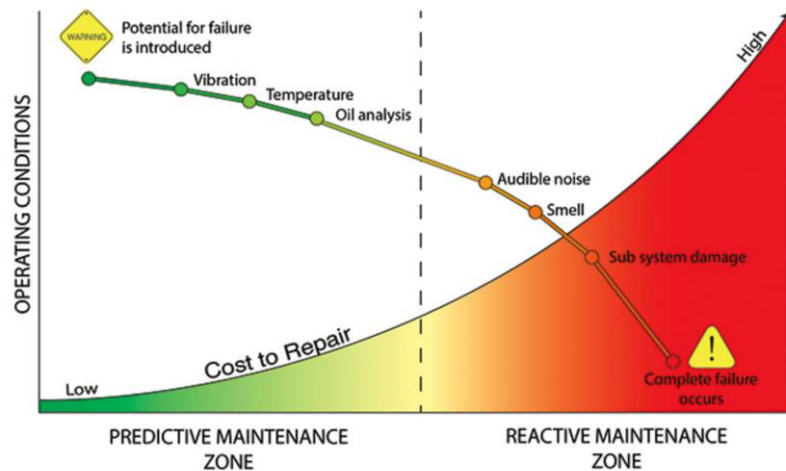 WARNING
Potential for failure
is introduced
Vibration
Temperature
Oil analysis
Audible noise
Smell
Sub system damage
!
Complete failure
occurs
High
Cost to Repair
Low
OPERATING CONDITIONS
PREDICTIVE MAINTENANCE
ZONE
REACTIVE MAINTENANCE
ZONE